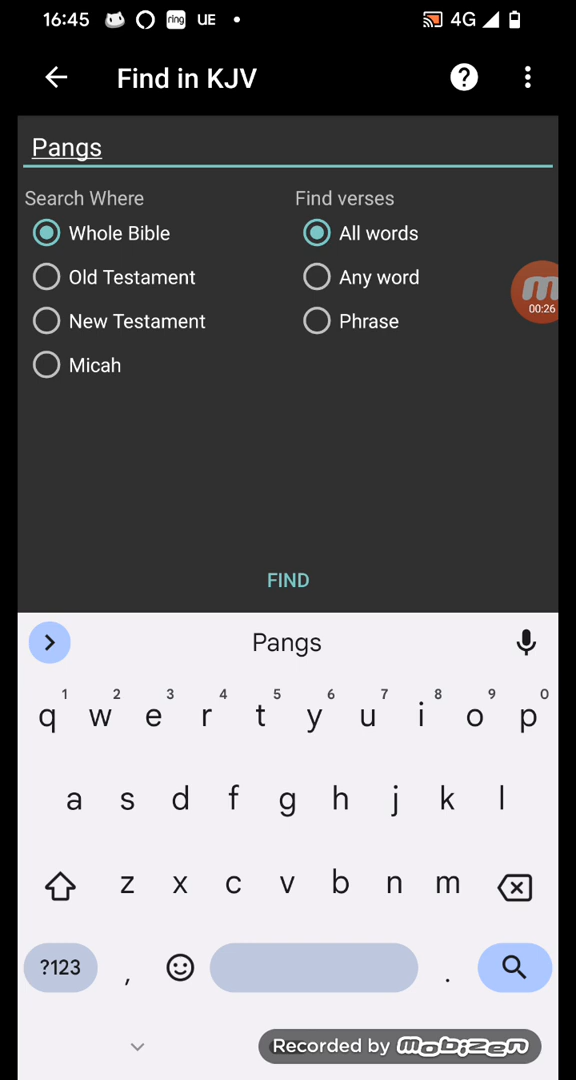 16:45 ring UE 4G
Find in KJV
Pangs
Search Where Find verses
Whole Bible All words
Old Testament Any word
New Testament Phrase
Micah
m
00:26
FIND
Pangs
1 2 3 4 5 6 7 8 9 0
q w e r t y u i o p
a s d f g h j k l
z x c v b n m
?123 , .
Recorded by mobizen